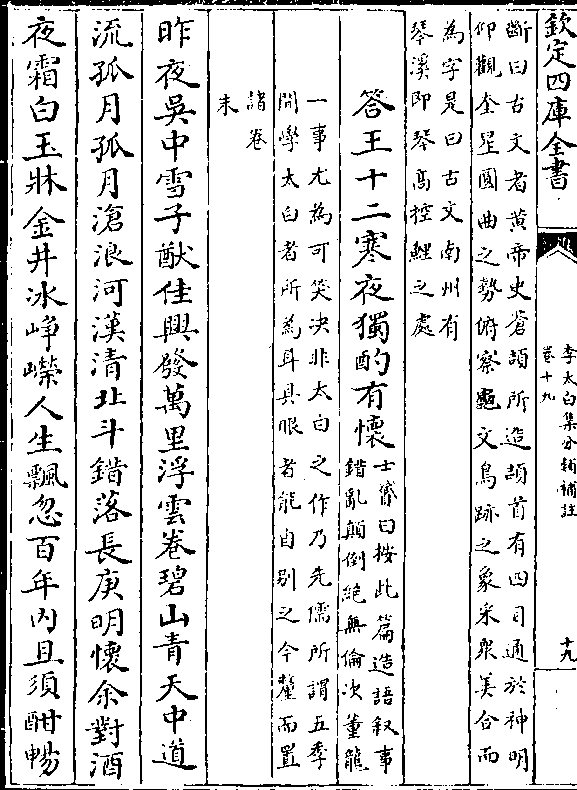 欽定四庫全書
李太白集分類補註
卷十九
十九
斷曰古文者黄帝史蒼頡所造頡首有四目通於神明
仰觀奎星圓曲之勢俯察龜文鳥跡之象采衆美合而
為字是曰古文南州有
琴溪即琴髙控鯉之處
答王十二寒夜獨酌有懷
士贇曰按此篇造語叙事
錯亂顛倒絶無倫次董龍
一事尤為可笑决非太白之作乃先儒所謂五季
間學太白者所為耳具眼者能自别之今釐而置
諸卷
末
昨夜吳中雪子猷佳興發萬里浮雲卷碧山青天中道
流孤月孤月滄浪河漢清北斗錯落長庚明懷余對酒
夜霜白玉牀金井冰崢嶸人生飄忽百年内且須酣暢